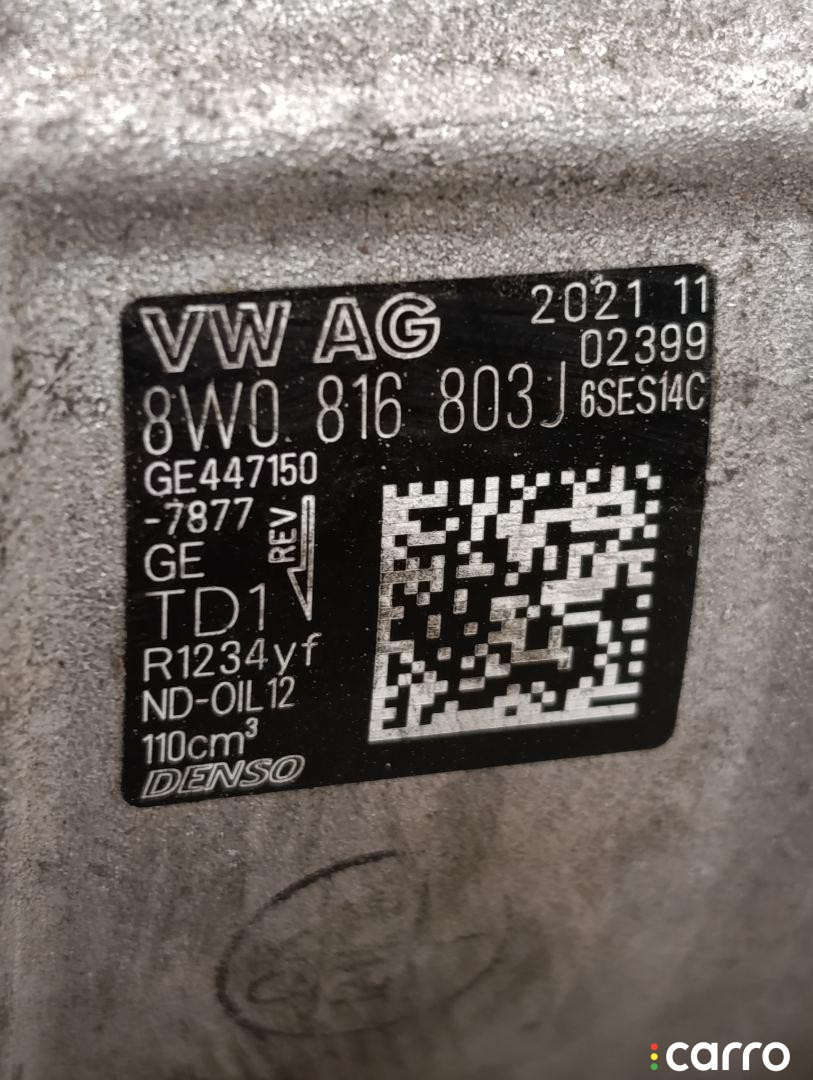 VW AG 2021 11
02399
8W0 816 803J 6SES14C
GE447150
-7877
REV
GE
TD1
R1234yf
ND-OIL12
110cm³
DENSO
carro